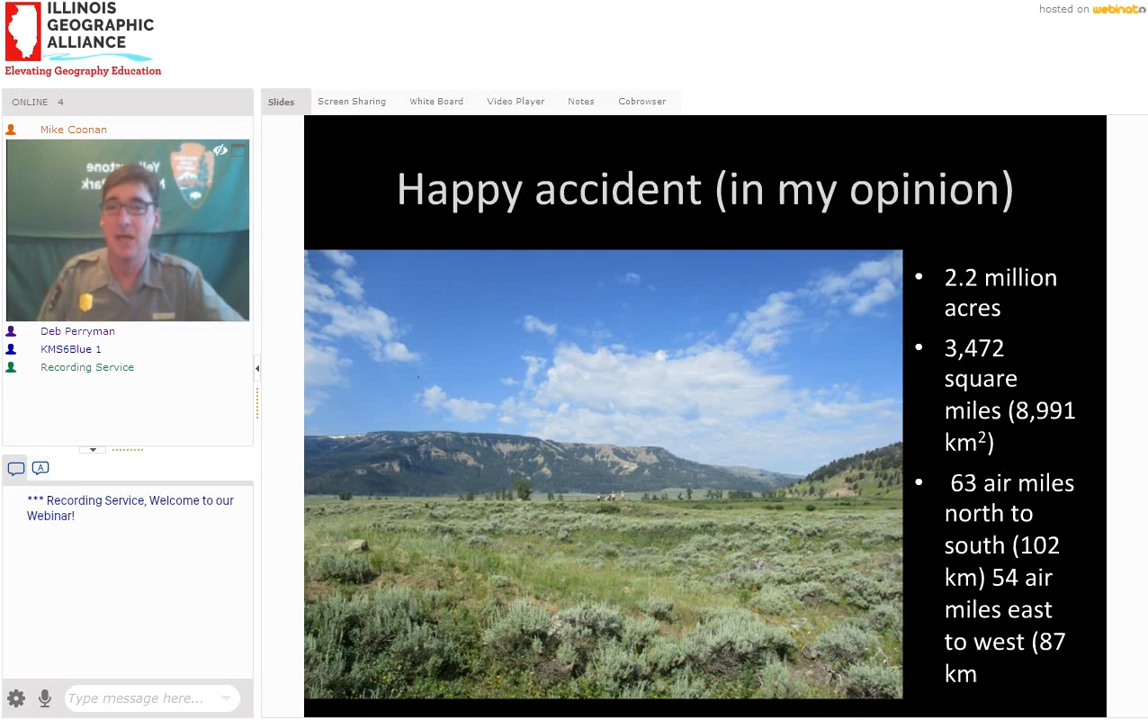 ILLINOIS
GEOGRAPHIC
ALLIANCE
Elevating Geography Education
hosted on webinato
ONLINE 4
Mike Coonan
Yellowstone
Deb Perryman
KMS6Blue 1
Recording Service
*** Recording Service, Welcome to our
Webinar!
Type message here...
Slides
Screen Sharing
White Board
Video Player
Notes
Cobrowser
Happy accident (in my opinion)
• 2.2 million
acres
• 3,472
square
miles (8,991
km²)
• 63 air miles
north to
south (102
km) 54 air
miles east
to west (87
km